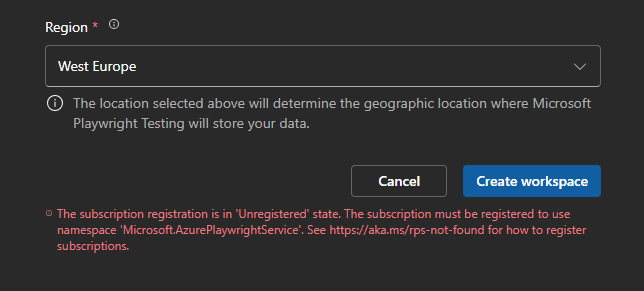 Region *
West Europe
The location selected above will determine the geographic location where Microsoft
Playwright Testing will store your data.
Cancel
Create workspace
The subscription registration is in 'Unregistered' state. The subscription must be registered to use
namespace 'Microsoft.AzurePlaywrightService'. See https://aka.ms/rps-not-found for how to register
subscriptions.